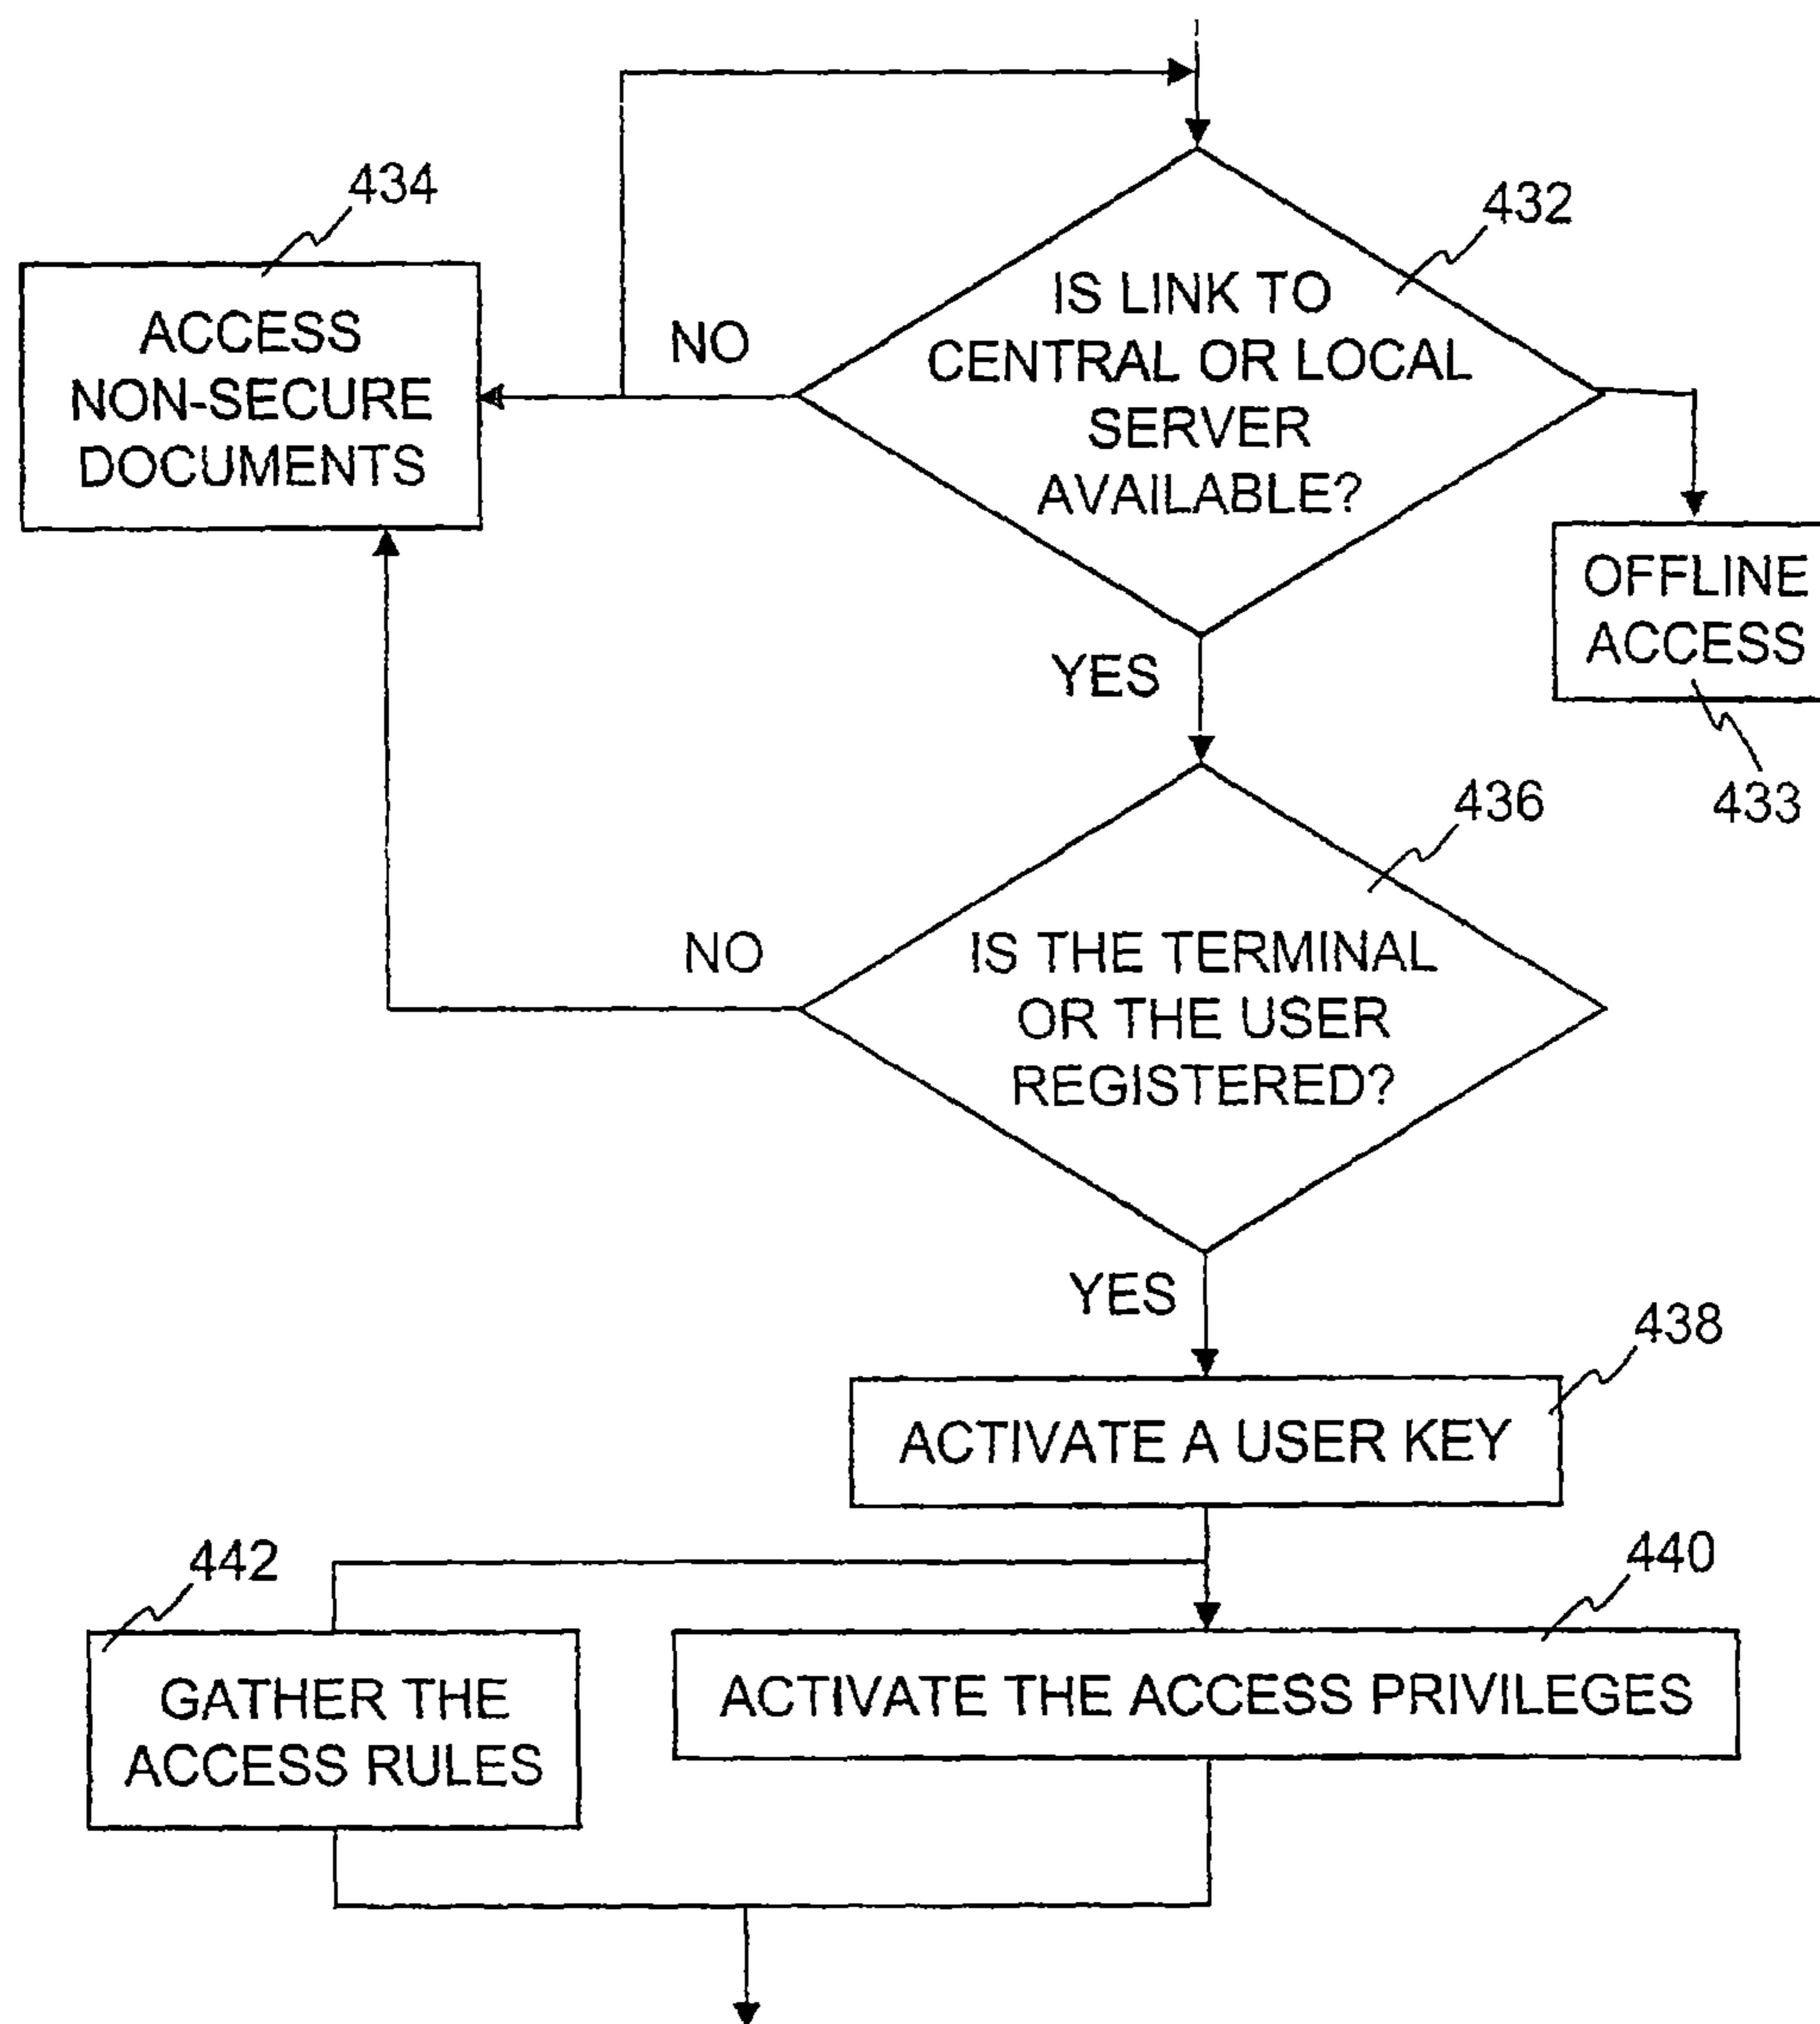 434
432
IS LINK TO
CENTRAL OR LOCAL
SERVER
AVAILABLE?
NO
ACCESS
NON-SECURE
DOCUMENTS
OFFLINE
ACCESS
433
YES
436
IS THE TERMINAL
OR THE USER
REGISTERED?
NO
YES
438
ACTIVATE A USER KEY
442
440
GATHER THE
ACCESS RULES
ACTIVATE THE ACCESS PRIVILEGES